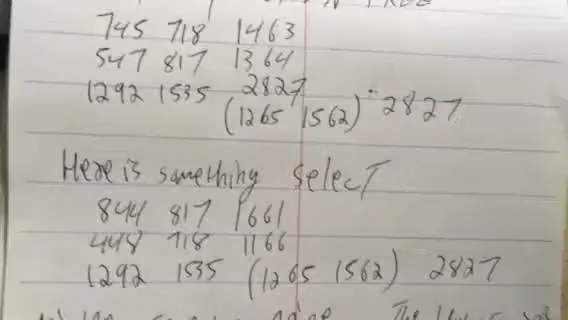 745 718 1463
547 817 1364
1292 1535 2827
(1265 1562) 2827
Here is something select
844 817 1661
448 718 1166
1292 1535 (1265 1562) 2827